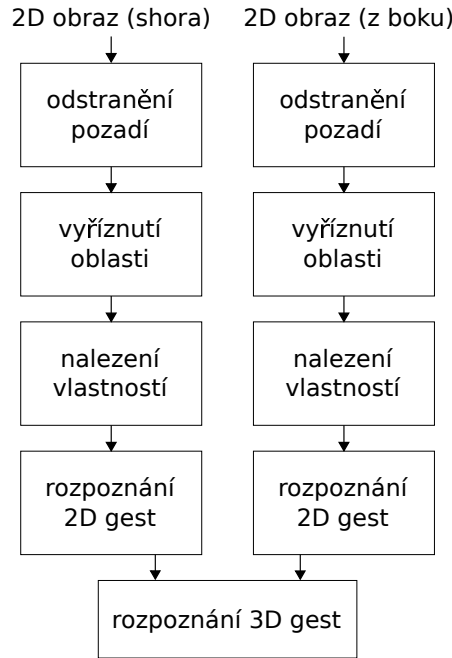 2D obraz (shora)
2D obraz (z boku)
odstranění
pozadí
odstranění
pozadí
vyříznutí
oblasti
vyříznutí
oblasti
nalezení
vlastností
nalezení
vlastností
rozpoznání
2D gest
rozpoznání
2D gest
rozpoznání 3D gest